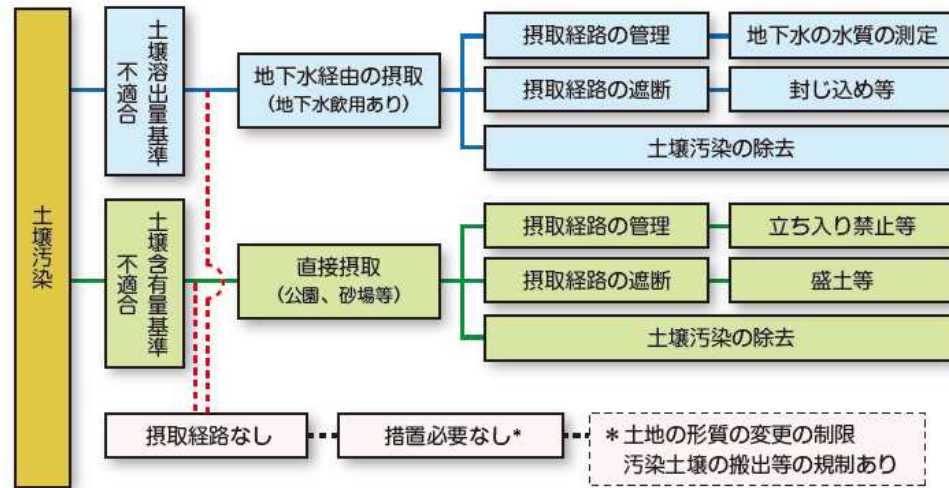 土壌汚染
土壌溶出量基準
不適合
地下水経由の摂取
（地下水飲用あり）
摂取経路の管理
地下水の水質の測定
摂取経路の遮断
封じ込め等
土壌汚染の除去
土壌含有量基準
不適合
直接摂取
（公園、砂場等）
摂取経路の管理
立ち入り禁止等
摂取経路の遮断
盛土等
土壌汚染の除去
摂取経路なし
措置必要なし*
＊土地の形質の変更の制限
汚染土壌の搬出等の規制あり